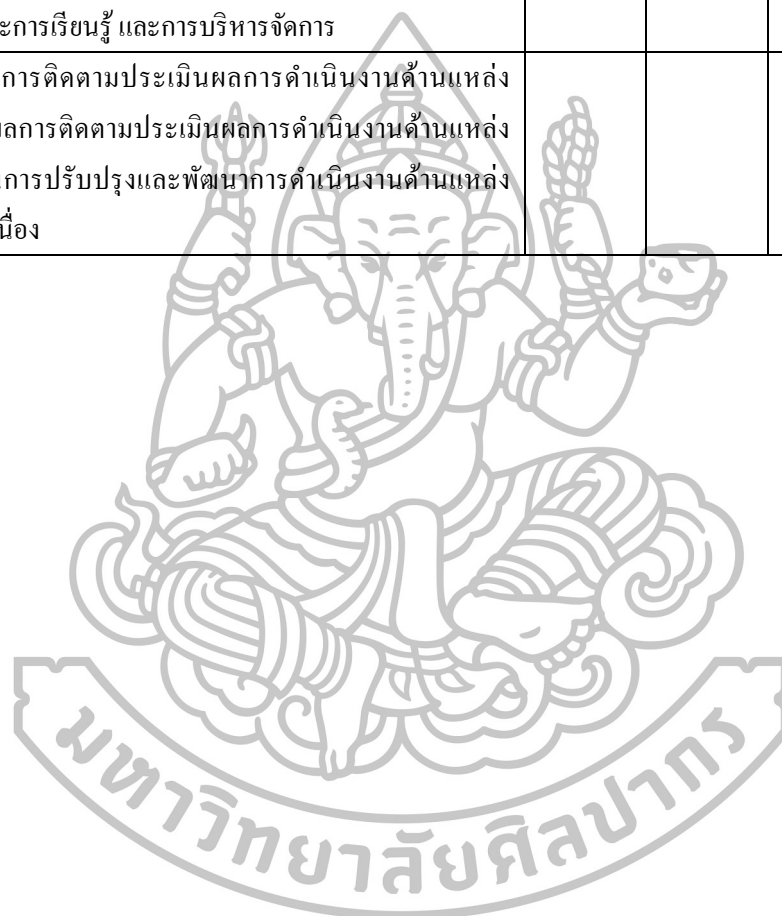 ะการเรียนรู้ และการบริหารจัดการ
การติดตามประเมินผลการดำเนินงานด้านแหล่ง
ผลการติดตามประเมินผลการดำเนินงานด้านแหล่ง
การปรับปรุงและพัฒนาการดำเนินงานด้านแหล่ง
นื่อง
มหาวิทยาลัยศิลปากร